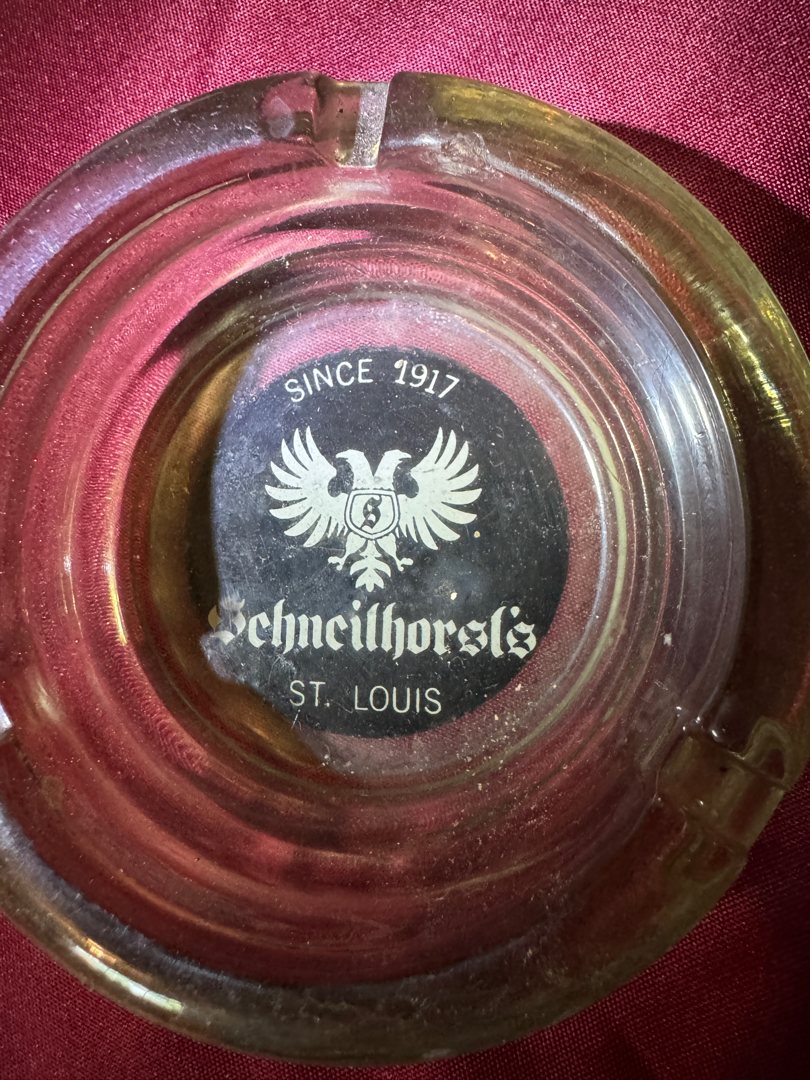 SINCE 1917
S
Schneithorst's
ST. LOUIS